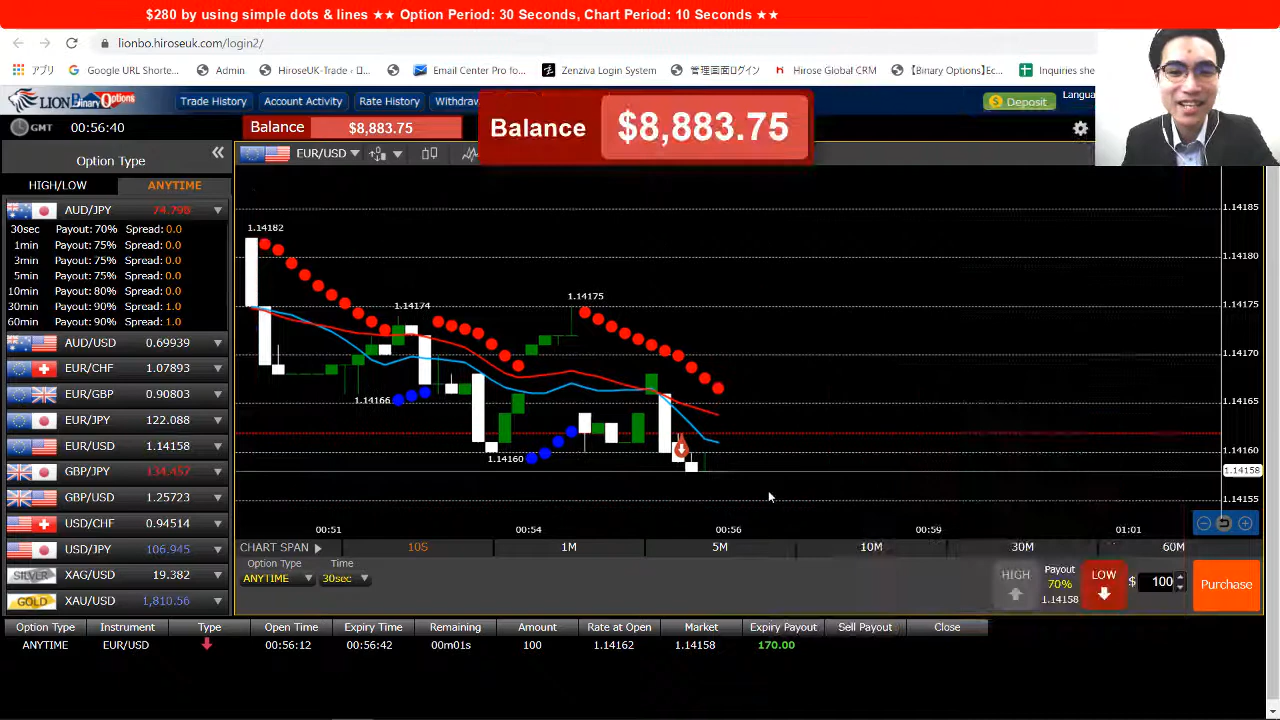 $280 by using simple dots & lines ★★ Option Period: 30 Seconds, Chart Period: 10 Seconds ★★
lionbo.hiroseuk.com/login2/
アプリ Google URL Shorte... Admin HiroseUK-Trade ‹ ロ... Email Center Pro fo... Zenziva Login System 管理画面ログイン Hirose Global CRM 【Binary Options】Ec... Inquiries she
LION Binary Options Trade History Account Activity Rate History Withdraw Deposit Langua
GMT 00:56:40 Balance $8,883.75
Balance $8,883.75
Option Type EUR/USD
HIGH/LOW ANYTIME
AUD/JPY 74.796
30sec Payout: 70% Spread: 0.0
1min Payout: 75% Spread: 0.0
3min Payout: 75% Spread: 0.0
5min Payout: 75% Spread: 0.0
10min Payout: 80% Spread: 0.0
30min Payout: 90% Spread: 1.0
60min Payout: 90% Spread: 1.0
AUD/USD 0.69939
EUR/CHF 1.07893
EUR/GBP 0.90803
EUR/JPY 122.088
EUR/USD 1.14158
GBP/JPY 134.457
GBP/USD 1.25723
USD/CHF 0.94514
USD/JPY 106.945
SILVER XAG/USD 19.382
GOLD XAU/USD 1,810.56
1.14182
1.14174
1.14175
1.14166
1.14160
1.14185
1.14180
1.14175
1.14170
1.14165
1.14160
1.14158
1.14155
00:51 00:54 00:56 00:59 01:01
CHART SPAN 10S 1M 5M 10M 30M 60M
Option Type Time
ANYTIME 30sec
HIGH Payout 70% 1.14158 LOW $ 100 Purchase
Option Type Instrument Type Open Time Expiry Time Remaining Amount Rate at Open Market Expiry Payout Sell Payout Close
ANYTIME EUR/USD 00:56:12 00:56:42 00m01s 100 1.14162 1.14158 170.00